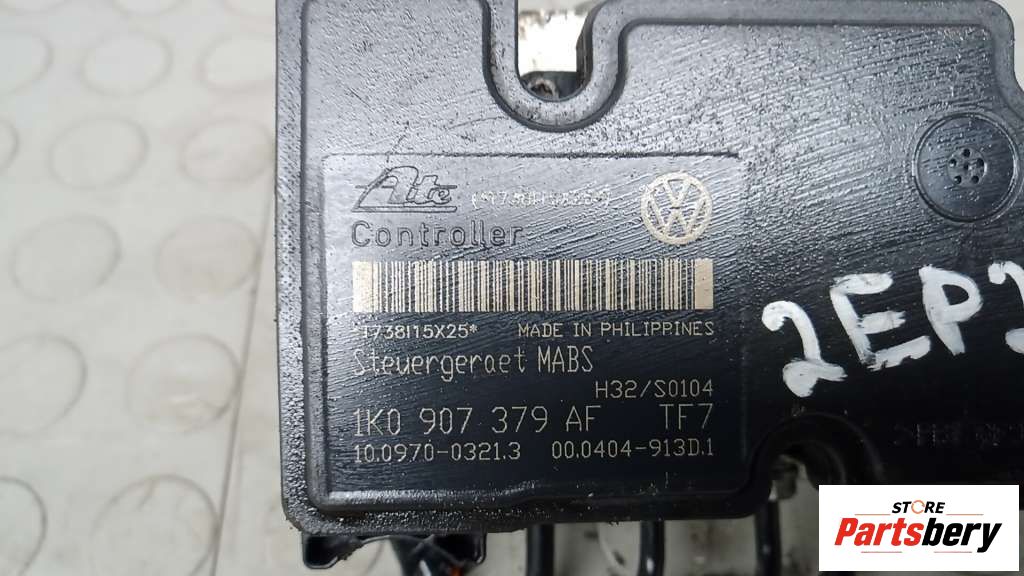 Ate
Controller
*1738I15X25*   MADE IN PHILIPPINES
Steuergeraet MABS
H32/S0104
1K0 907 379 AF   TF7
10.0970-0321.3   00.0404-913D.1
STORE
Partsbery